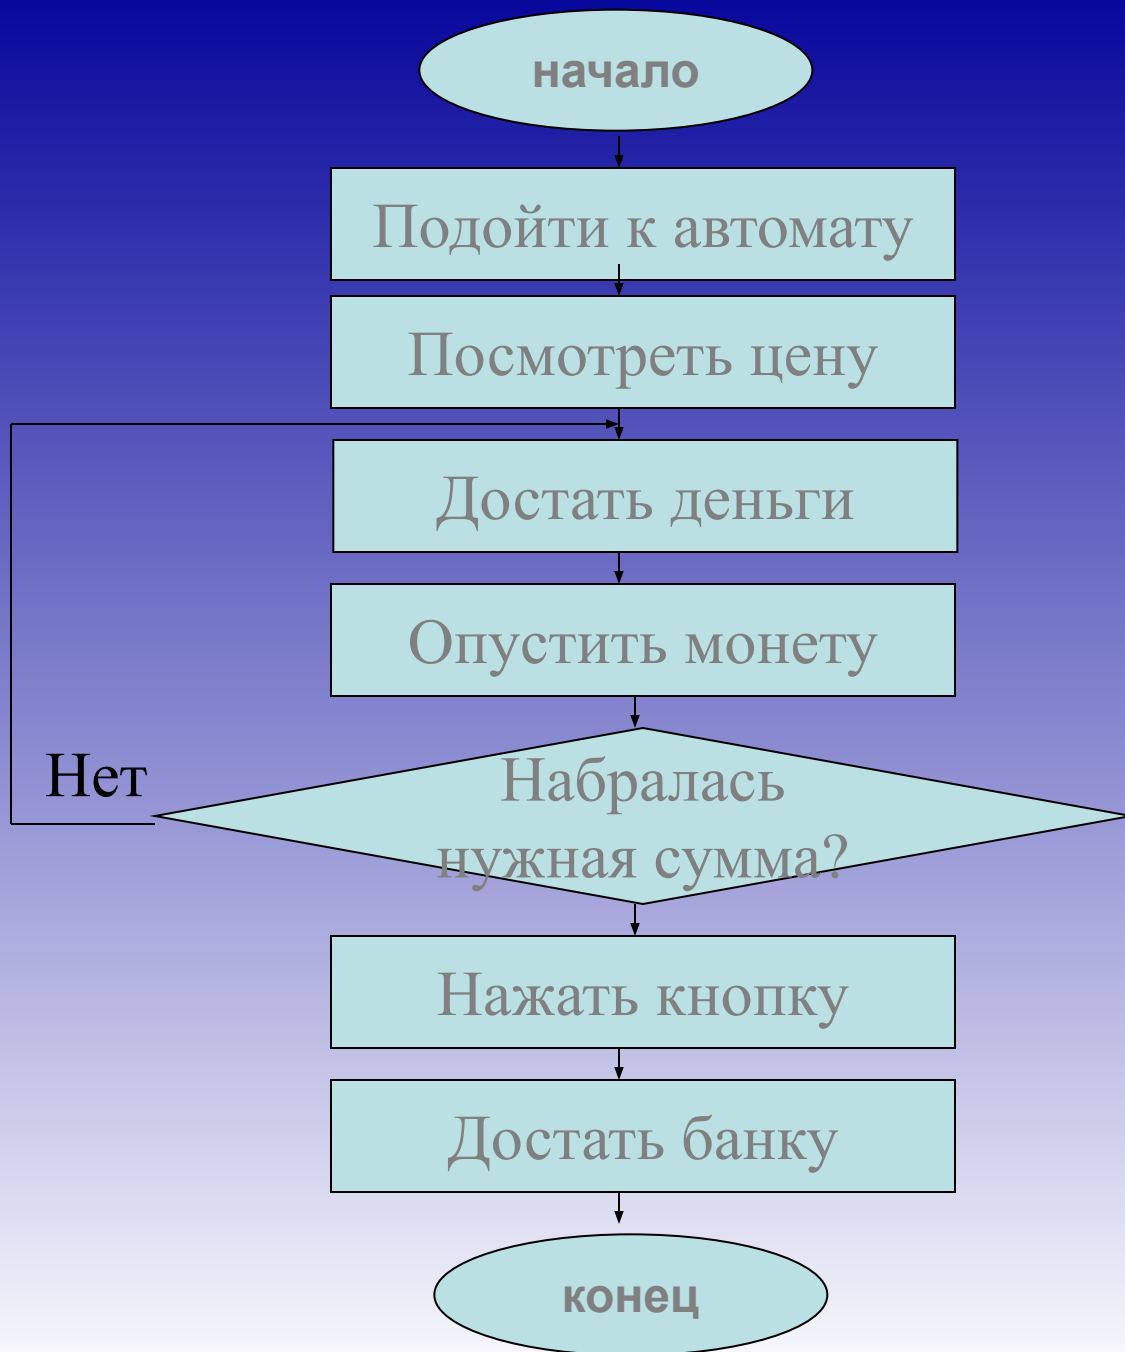 начало
Подойти к автомату
Посмотреть цену
Достать деньги
Опустить монету
Нет
Набралась
нужная сумма?
Нажать кнопку
Достать банку
конец